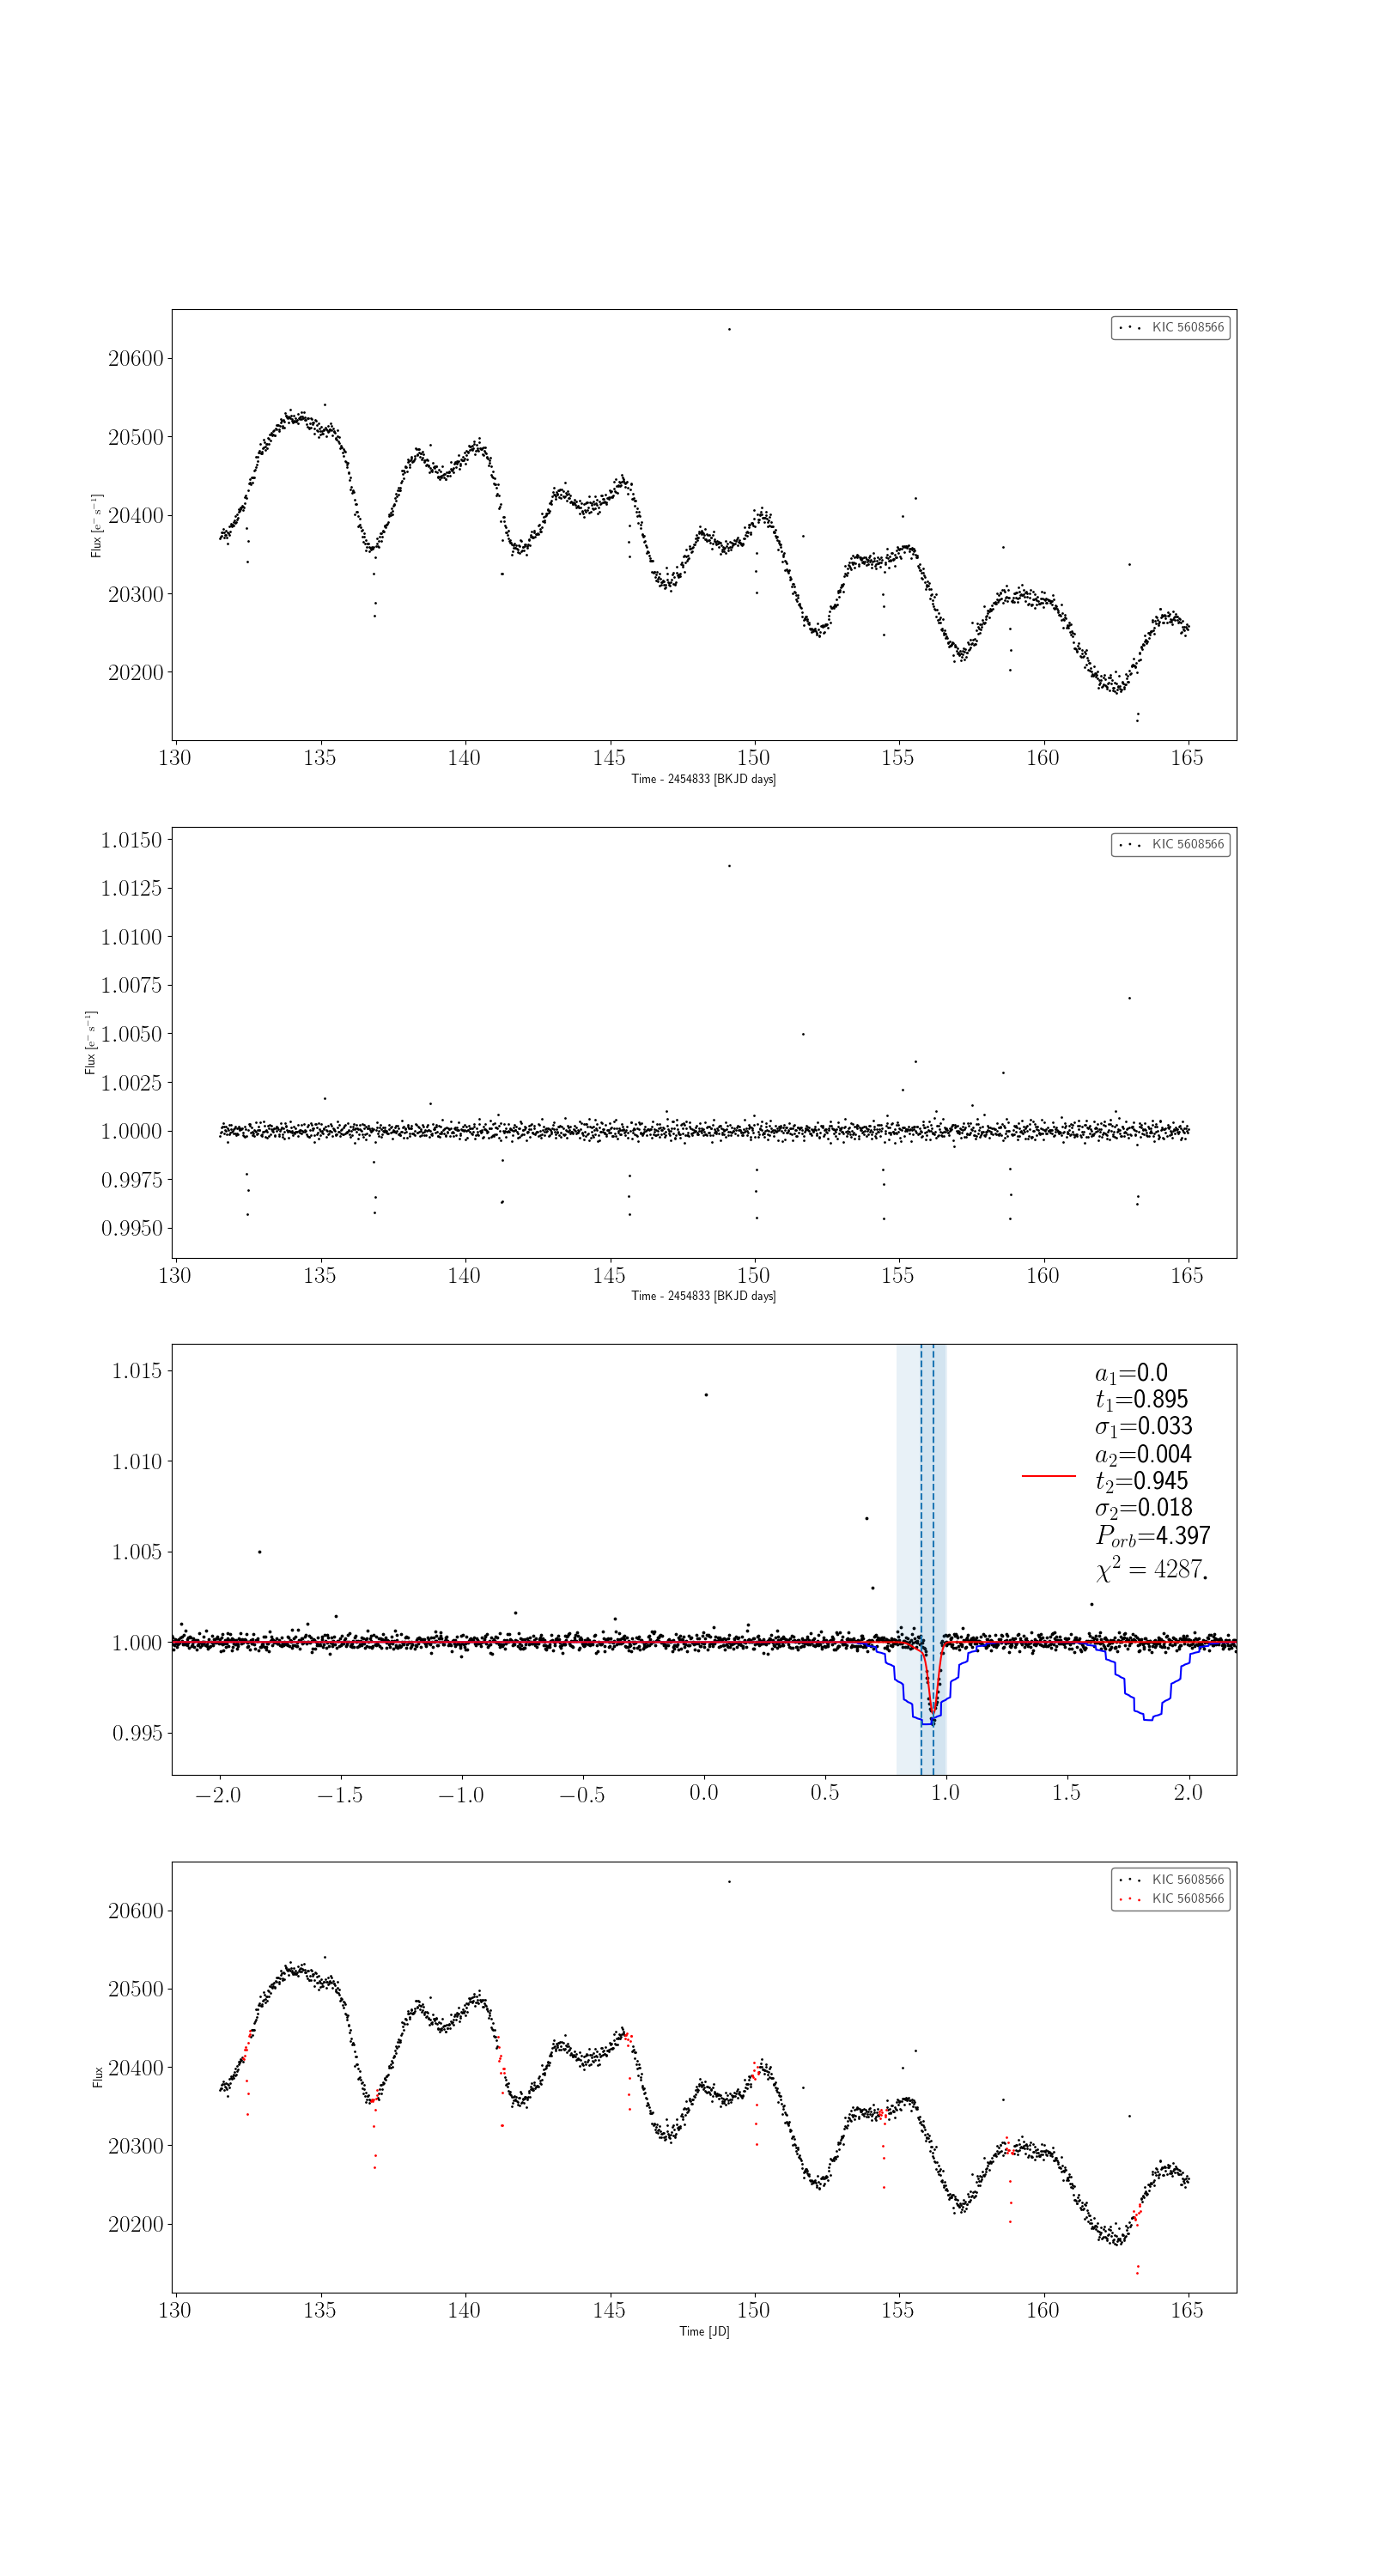 KIC 5608566
20600
20500
20400
20300
20200
Flux [e⁻ s⁻¹]
130 135 140 145 150 155 160 165
Time - 2454833 [BKJD days]
KIC 5608566
1.0150
1.0125
1.0100
1.0075
1.0050
1.0025
1.0000
0.9975
0.9950
Flux [e⁻ s⁻¹]
130 135 140 145 150 155 160 165
Time - 2454833 [BKJD days]
1.015
1.010
1.005
1.000
0.995
a₁=0.0
t₁=0.895
σ₁=0.033
a₂=0.004
t₂=0.945
σ₂=0.018
P_orb=4.397
χ² = 4287
−2.0 −1.5 −1.0 −0.5 0.0 0.5 1.0 1.5 2.0
KIC 5608566
KIC 5608566
20600
20500
20400
20300
20200
Flux
130 135 140 145 150 155 160 165
Time [JD]